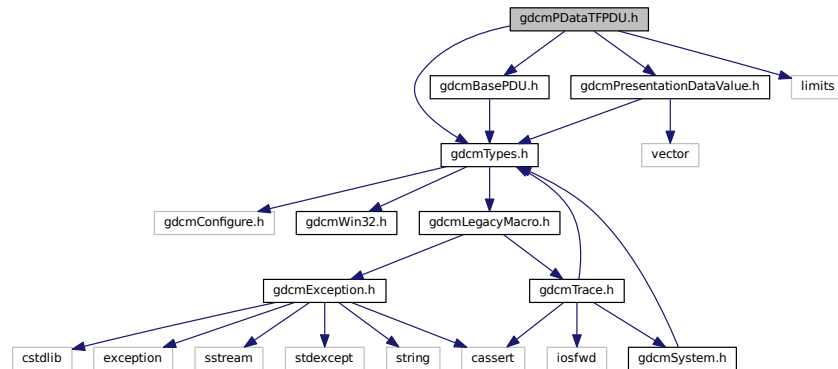 gdcmPDataTFPDU.h
gdcmBasePDU.h
gdcmPresentationDataValue.h
limits
gdcmTypes.h
vector
gdcmConfigure.h
gdcmWin32.h
gdcmLegacyMacro.h
gdcmException.h
gdcmTrace.h
cstdlib
exception
sstream
stdexcept
string
cassert
iosfwd
gdcmSystem.h